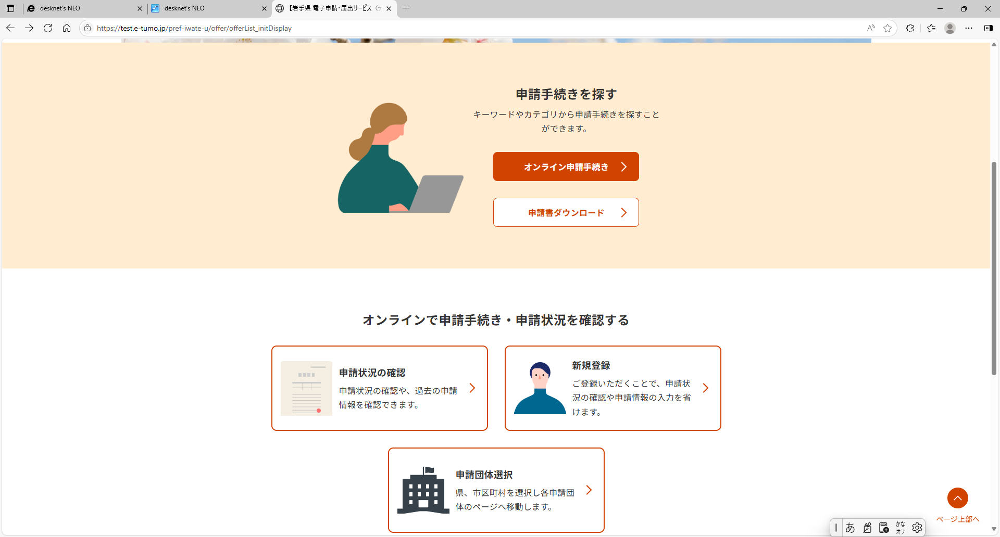 desknet's NEO
desknet's NEO
【岩手県 電子申請・届出サービス（テ
https://test.e-tumo.jp/pref-iwate-u/offer/offerList_initDisplay
申請手続きを探す
キーワードやカテゴリから申請手続きを探すこと
ができます。
オンライン申請手続き
申請書ダウンロード
オンラインで申請手続き・申請状況を確認する
申請状況の確認
申請状況の確認や、過去の申請
情報を確認できます。
新規登録
ご登録いただくことで、申請状
況の確認や申請情報の入力を省
けます。
申請団体選択
県、市区町村を選択し各申請団
体のページへ移動します。
ページ上部へ
あ
かな
オフ